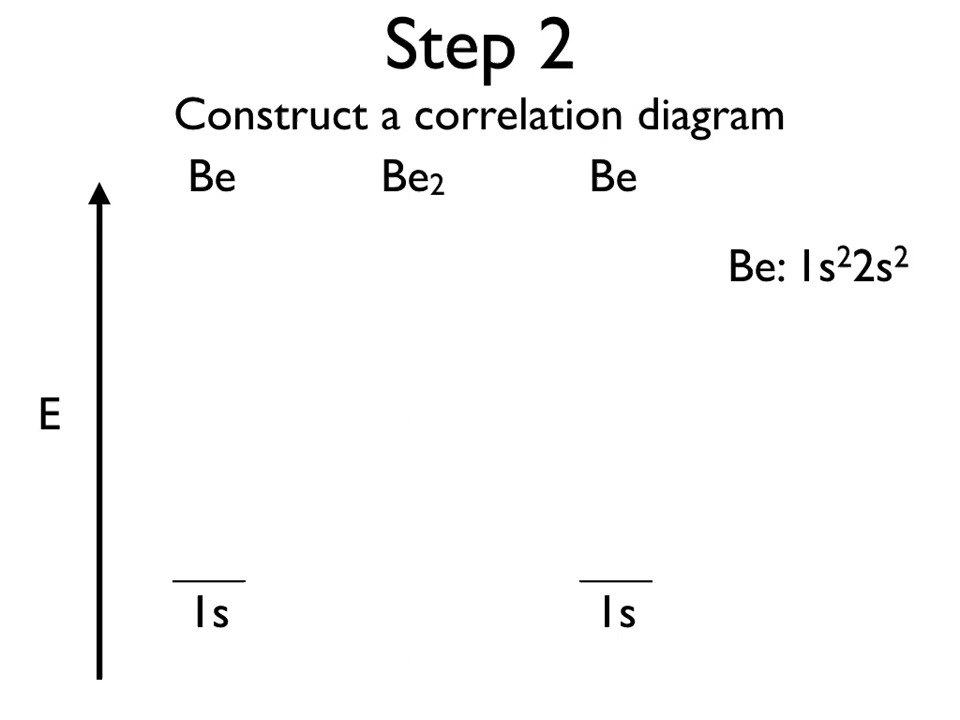 Step 2
Construct a correlation diagram
Be Be₂ Be
Be: 1s²2s²
E
1s 1s